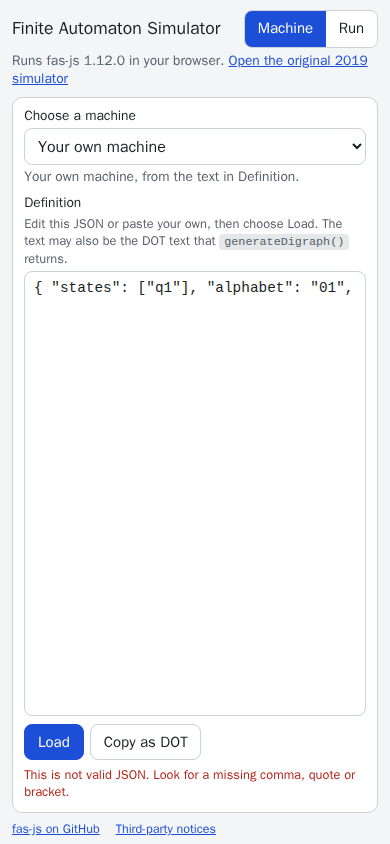 Finite Automaton Simulator
Machine
Run
Runs fas-js 1.12.0 in your browser. Open the original 2019
simulator
Choose a machine
Your own machine
Your own machine, from the text in Definition.
Definition
Edit this JSON or paste your own, then choose Load. The
text may also be the DOT text that generateDigraph()
returns.
{ "states": ["q1"], "alphabet": "01",
Load
Copy as DOT
This is not valid JSON. Look for a missing comma, quote or
bracket.
fas-js on GitHub
Third-party notices